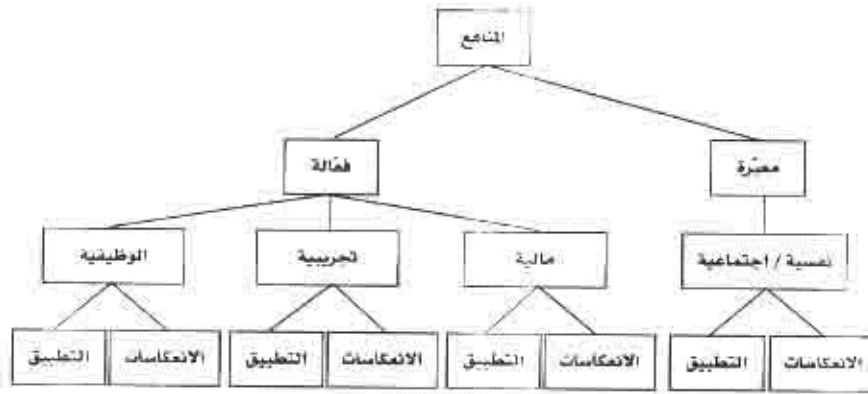 المنافع
معبّرة
فعّالة
نفسية / اجتماعية
مالية
تجريبية
الوظيفية
الانعكاسات
التطبيق
الانعكاسات
التطبيق
الانعكاسات
التطبيق
الانعكاسات
التطبيق